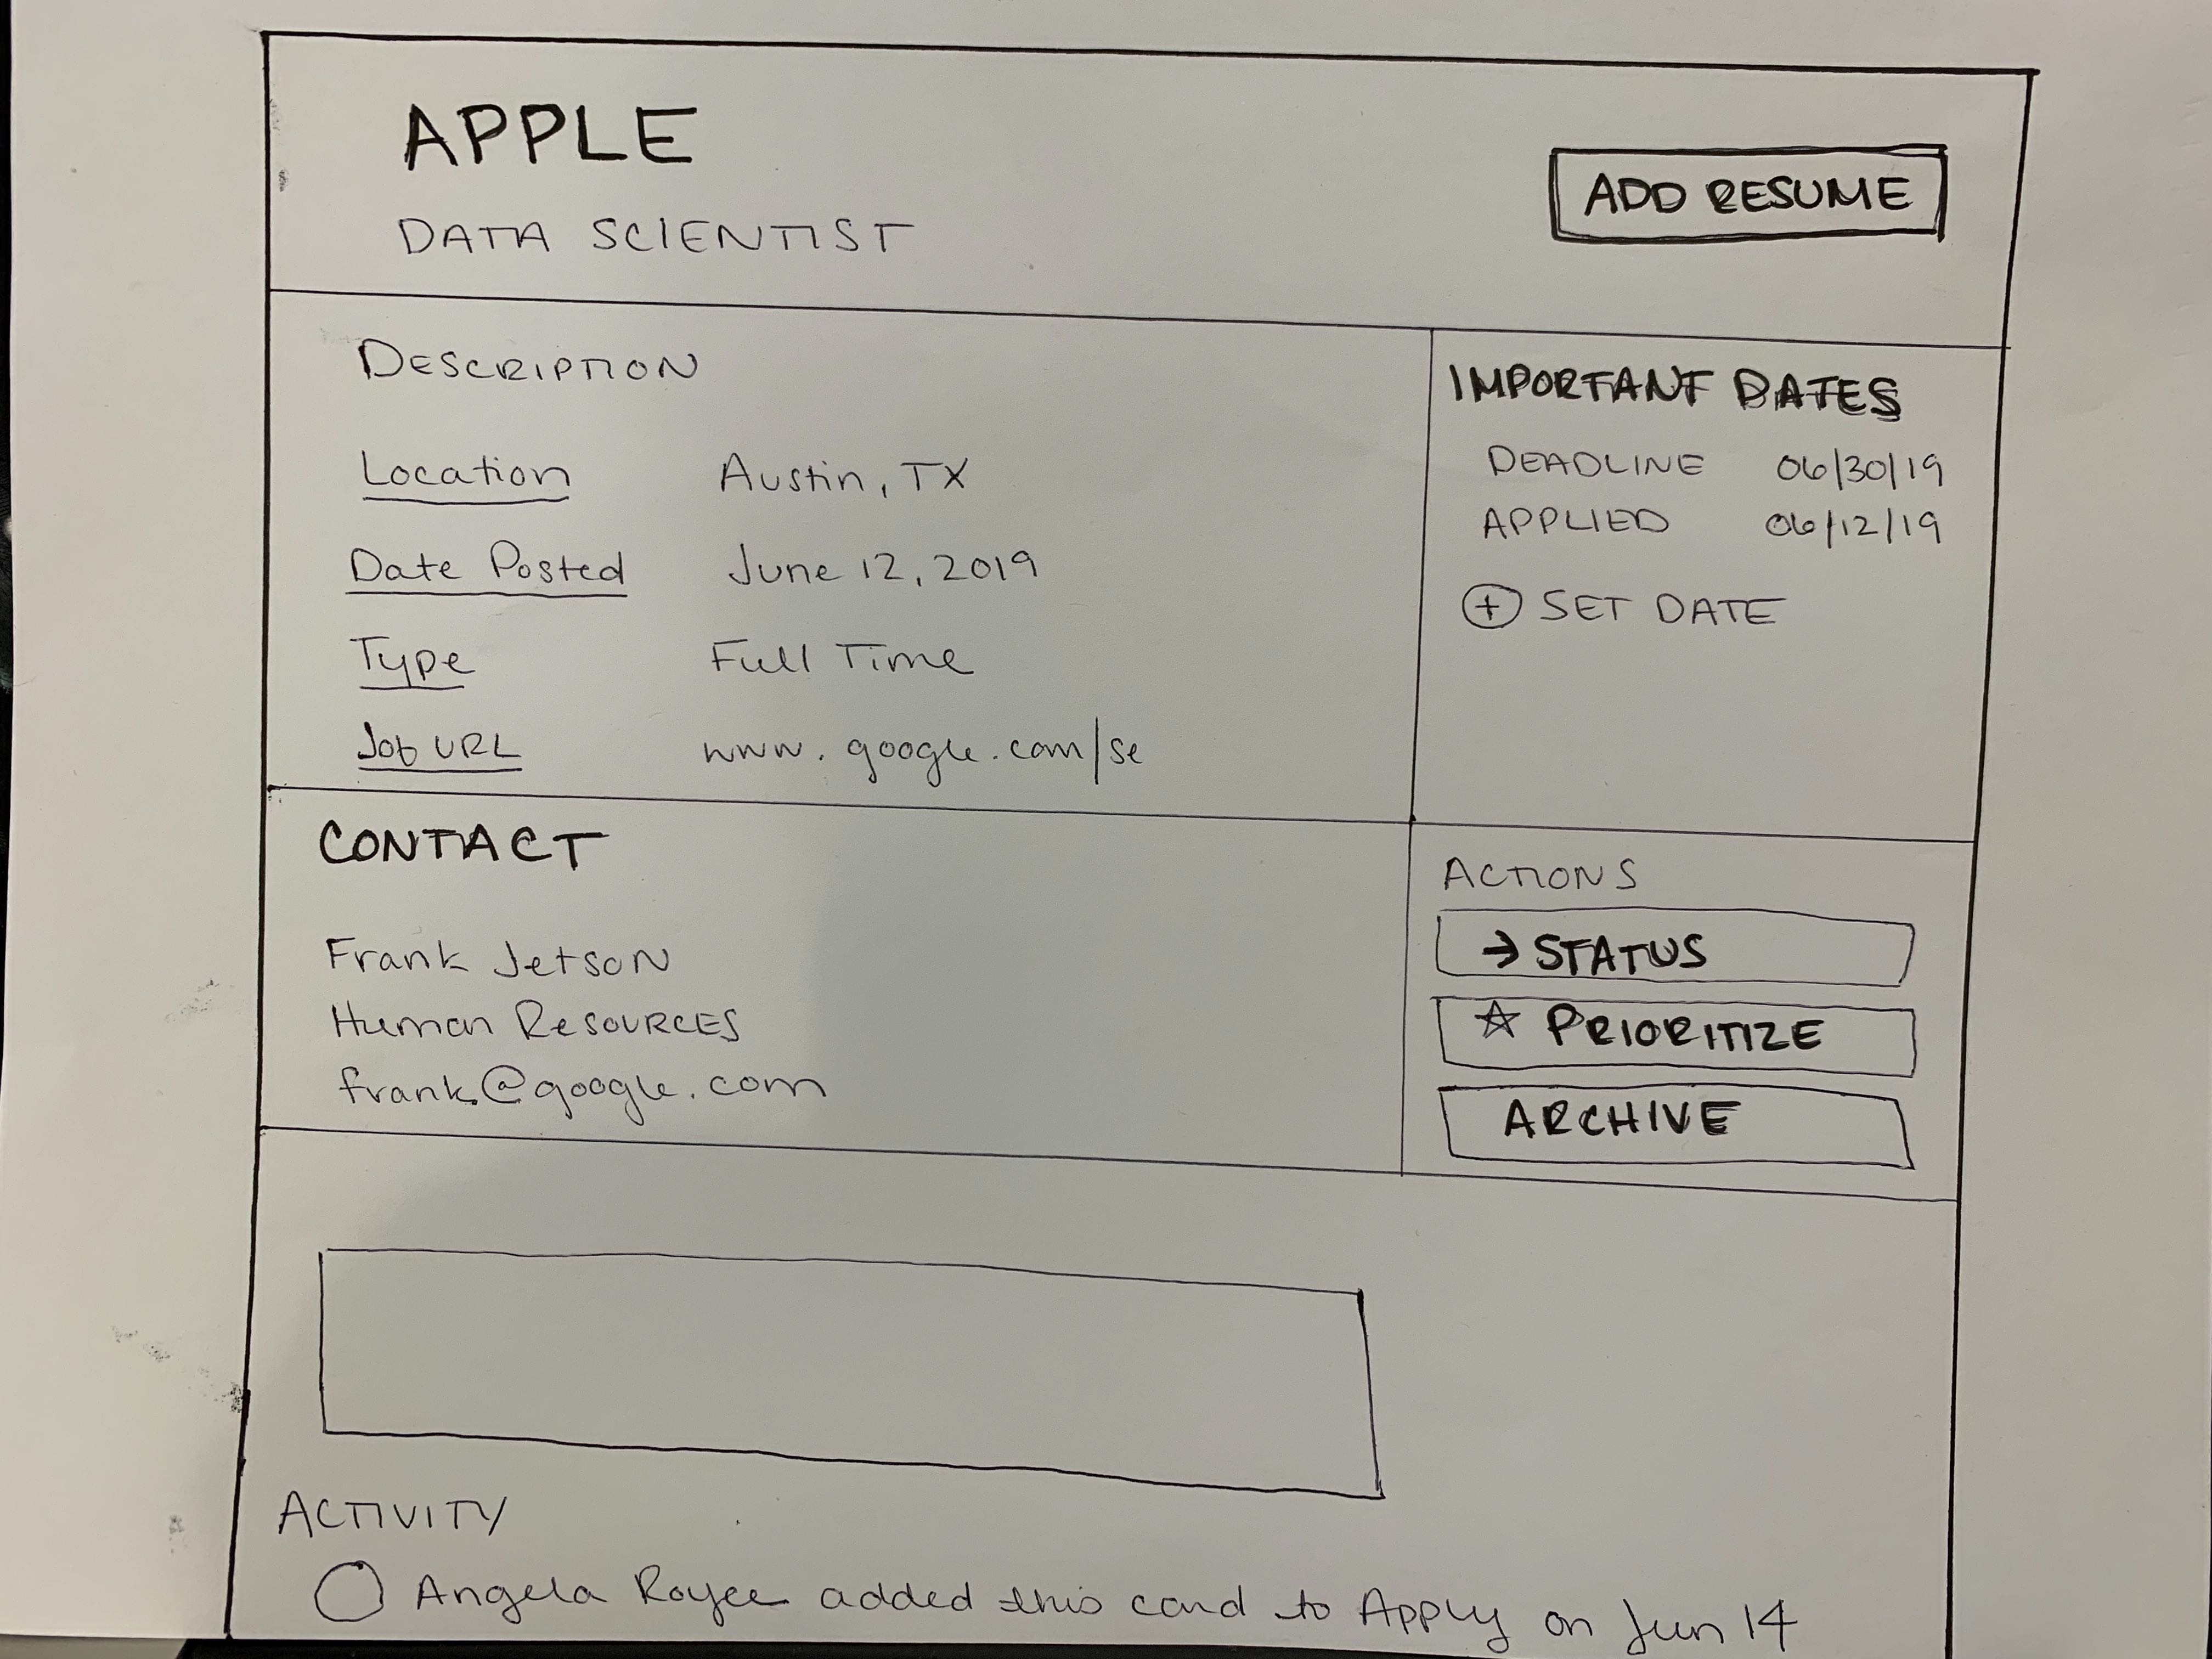 APPLE
DATA SCIENTIST
ADD RESUME
DESCRIPTION
Location Austin, TX
Date Posted June 12, 2019
Type Full Time
Job URL www.google.com/se
IMPORTANT DATES
DEADLINE 06/30/19
APPLIED 06/12/19
+ SET DATE
CONTACT
Frank Jetson
Human Resources
frank@google.com
ACTIONS
→ STATUS
☆ PRIORITIZE
ARCHIVE
ACTIVITY
Angela Royce added this card to Apply on Jun 14